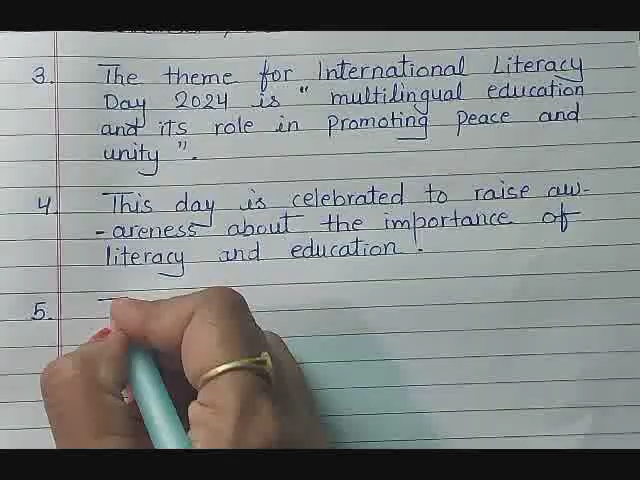 3. The theme for International Literacy
Day 2024 is " multilingual education
and its role in Promoting peace and
unity ".
4. This day is celebrated to raise aw-
-areness about the importance of
literacy and education.
5.